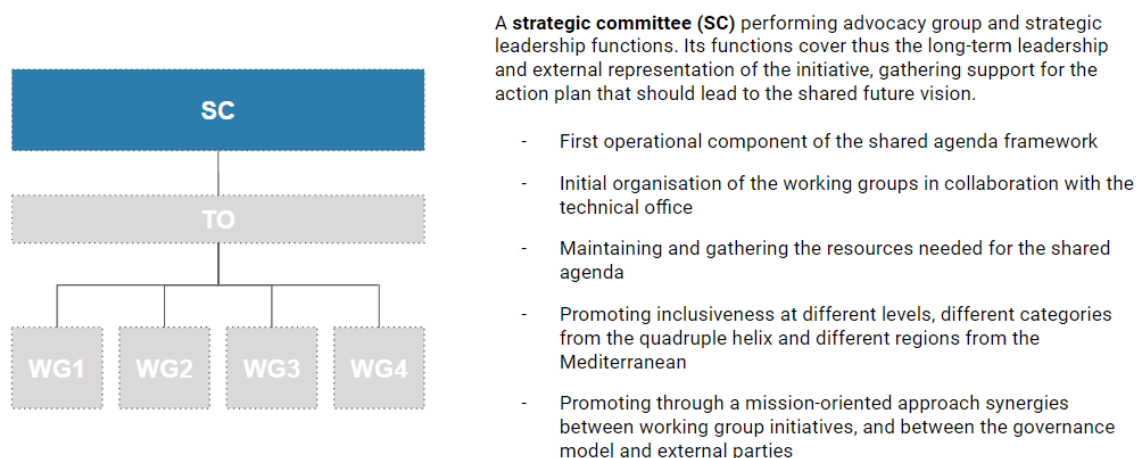 SC
TO
WG1 WG2 WG3 WG4
A strategic committee (SC) performing advocacy group and strategic
leadership functions. Its functions cover thus the long-term leadership
and external representation of the initiative, gathering support for the
action plan that should lead to the shared future vision.
- First operational component of the shared agenda framework
- Initial organisation of the working groups in collaboration with the
technical office
- Maintaining and gathering the resources needed for the shared
agenda
- Promoting inclusiveness at different levels, different categories
from the quadruple helix and different regions from the
Mediterranean
- Promoting through a mission-oriented approach synergies
between working group initiatives, and between the governance
model and external parties